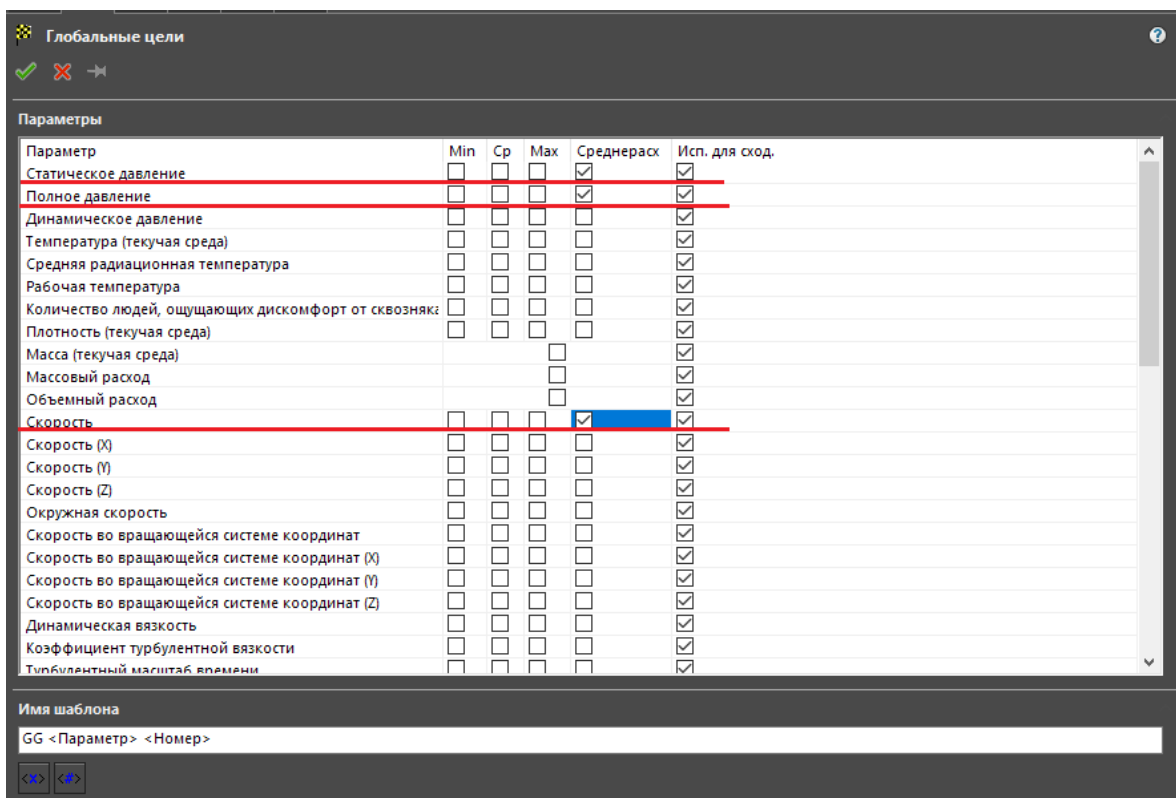 Глобальные цели
Параметры
Параметр Min Ср Max Среднерасх Исп. для сход.
Статическое давление
Полное давление
Динамическое давление
Температура (текучая среда)
Средняя радиационная температура
Рабочая температура
Количество людей, ощущающих дискомфорт от сквозняка
Плотность (текучая среда)
Масса (текучая среда)
Массовый расход
Объемный расход
Скорость
Скорость (X)
Скорость (Y)
Скорость (Z)
Окружная скорость
Скорость во вращающейся системе координат
Скорость во вращающейся системе координат (X)
Скорость во вращающейся системе координат (Y)
Скорость во вращающейся системе координат (Z)
Динамическая вязкость
Коэффициент турбулентной вязкости
Турбулентный масштаб времени
Имя шаблона
GG <Параметр> <Номер>
<x> <#>